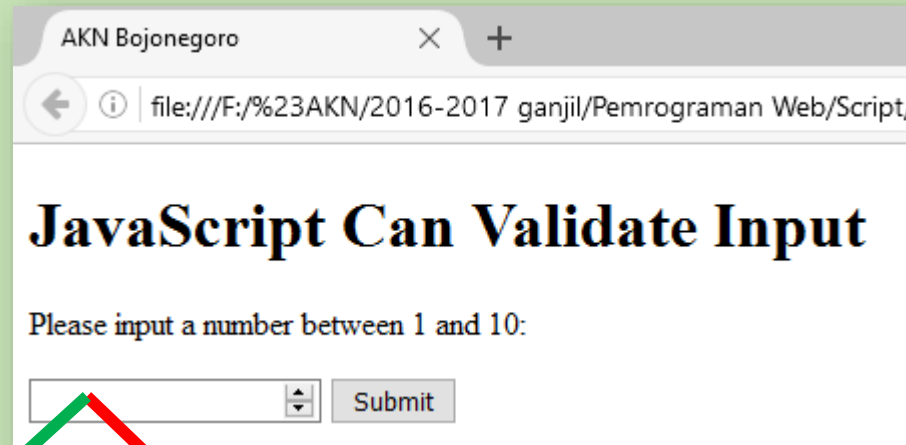 AKN Bojonegoro
file:///F:/%23AKN/2016-2017 ganjil/Pemrograman Web/Script/
JavaScript Can Validate Input
Please input a number between 1 and 10:
Submit